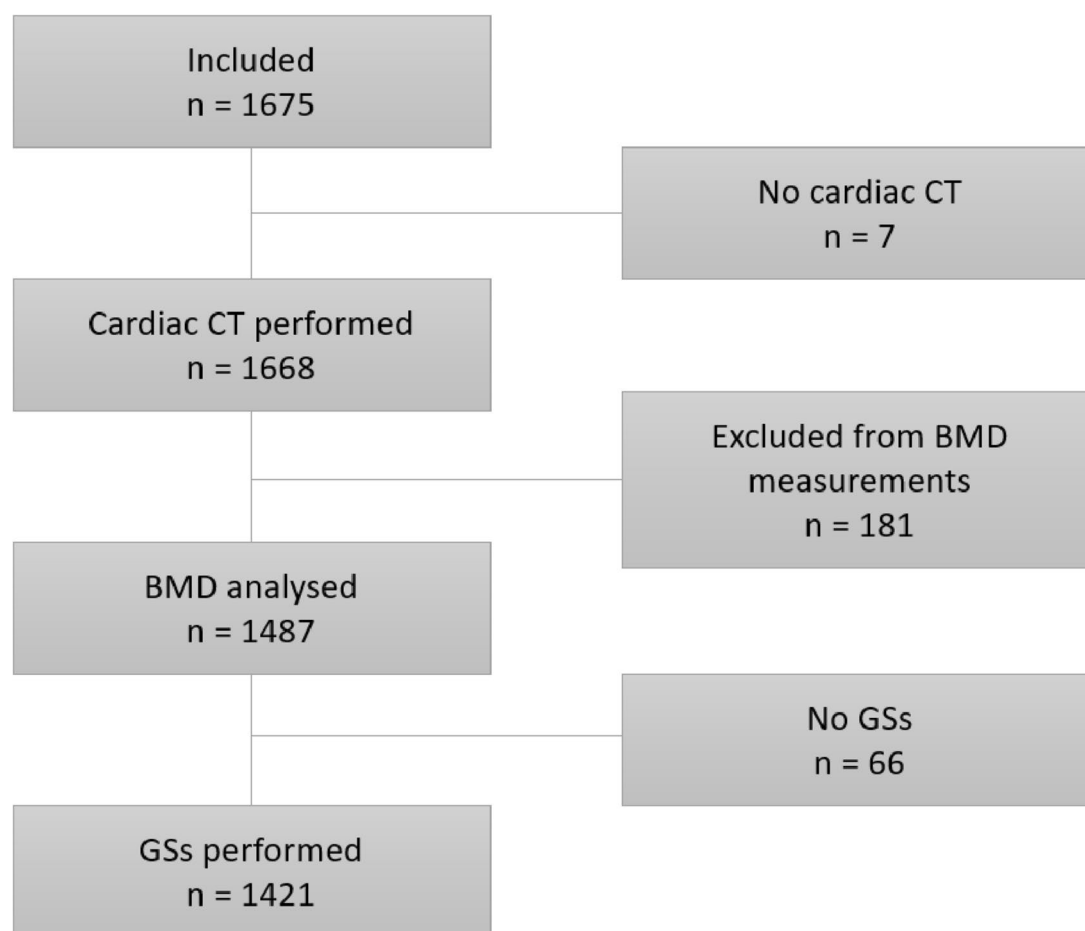 Included
n = 1675
No cardiac CT
n = 7
Cardiac CT performed
n = 1668
Excluded from BMD
measurements
n = 181
BMD analysed
n = 1487
No GSs
n = 66
GSs performed
n = 1421